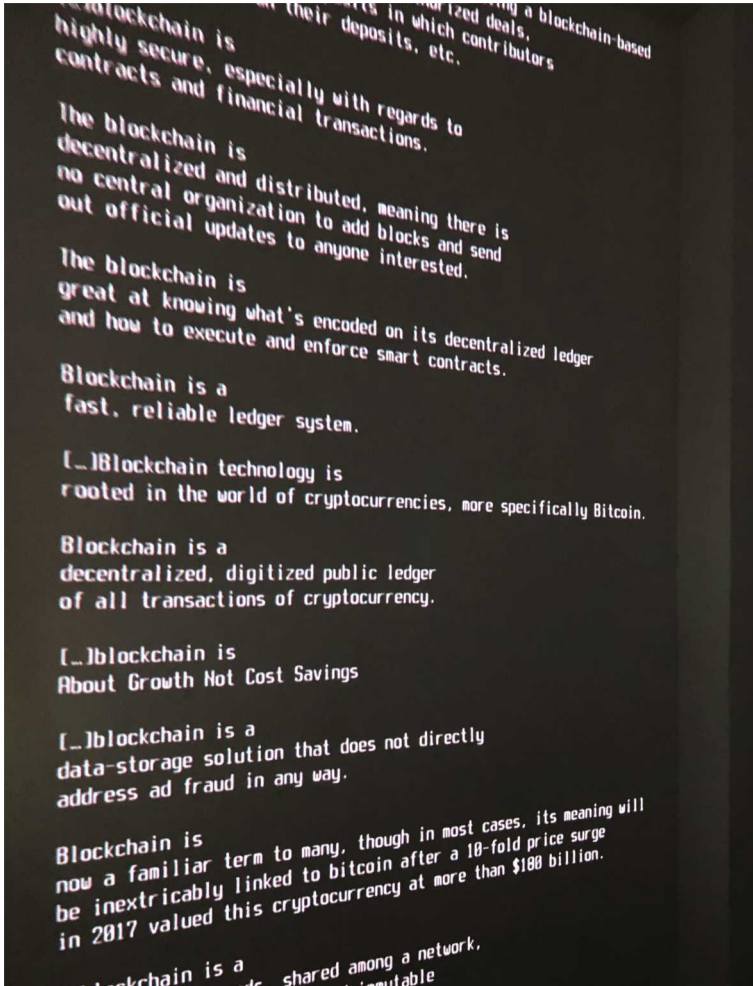 a blockchain-based
in which contributors
their deposits, etc.
blockchain is
highly secure, especially with regards to
contracts and financial transactions.
The blockchain is
decentralized and distributed, meaning there is
no central organization to add blocks and send
out official updates to anyone interested.
The blockchain is
great at knowing what's encoded on its decentralized ledger
and how to execute and enforce smart contracts.
Blockchain is a
fast, reliable ledger system.
[…]Blockchain technology is
rooted in the world of cryptocurrencies, more specifically Bitcoin.
Blockchain is a
decentralized, digitized public ledger
of all transactions of cryptocurrency.
[…]blockchain is
About Growth Not Cost Savings
[…]blockchain is a
data-storage solution that does not directly
address ad fraud in any way.
Blockchain is
now a familiar term to many, though in most cases, its meaning will
be inextricably linked to bitcoin after a 10-fold price surge
in 2017 valued this cryptocurrency at more than $180 billion.
is a
shared among a network,